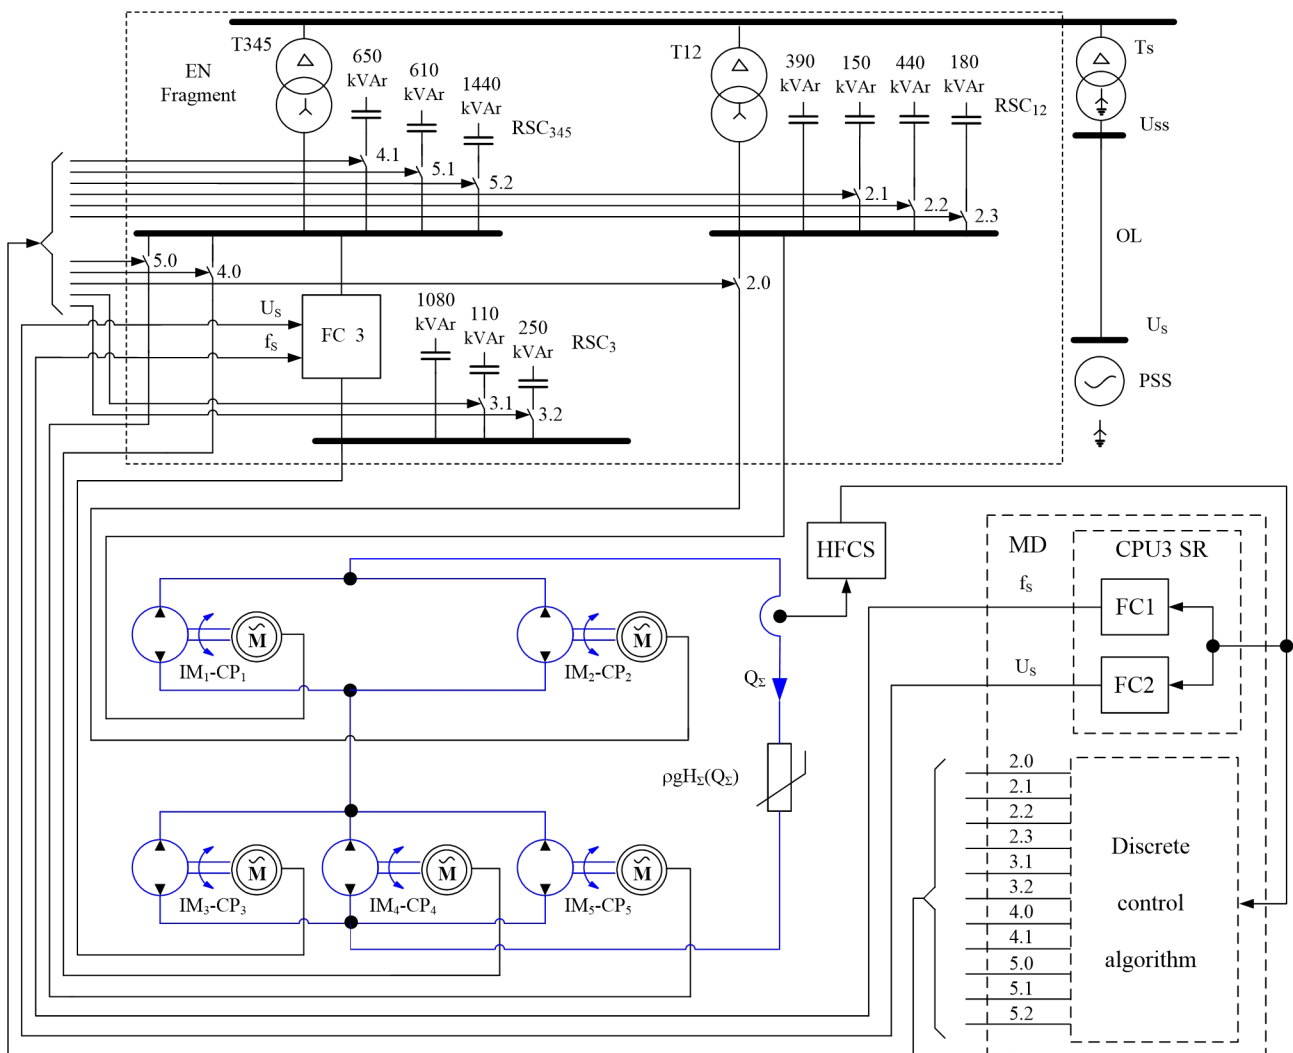 T345
EN
Fragment
650
kVAr
610
kVAr
1440
kVAr
RSC₃₄₅
T12
390
kVAr
150
kVAr
440
kVAr
180
kVAr
RSC₁₂
Ts
Uss
OL
Us
PSS
4.1
5.1
5.2
2.1
2.2
2.3
5.0
4.0
2.0
Us
fs
FC 3
1080
kVAr
110
kVAr
250
kVAr
RSC₃
3.1
3.2
HFCS
MD
CPU3 SR
fs
FC1
Us
FC2
M
IM₁-CP₁
M
IM₂-CP₂
QΣ
ρgHΣ(QΣ)
M
IM₃-CP₃
M
IM₄-CP₄
M
IM₅-CP₅
2.0
2.1
2.2
2.3
3.1
3.2
4.0
4.1
5.0
5.1
5.2
Discrete
control
algorithm